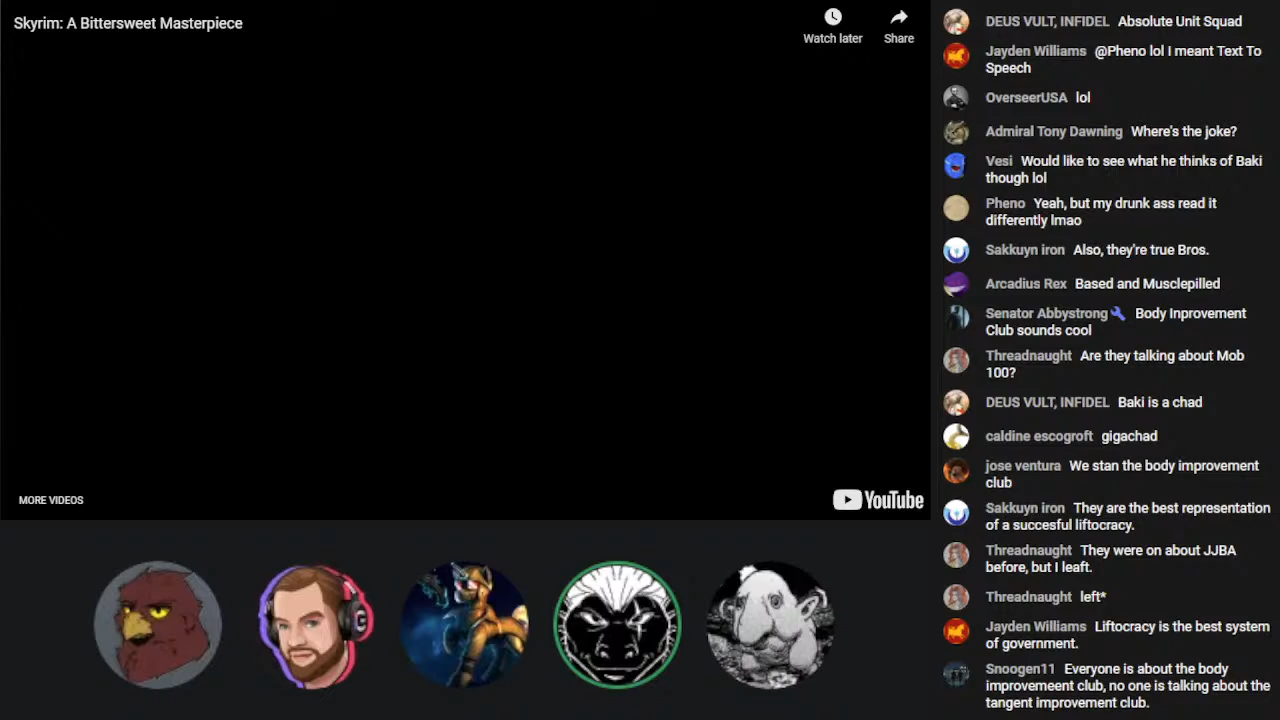 Skyrim: A Bittersweet Masterpiece
Watch later
Share
MORE VIDEOS
YouTube
DEUS VULT, INFIDEL Absolute Unit Squad
Jayden Williams @Pheno lol I meant Text To
Speech
OverseerUSA lol
Admiral Tony Dawning Where's the joke?
Vesi Would like to see what he thinks of Baki
though lol
Pheno Yeah, but my drunk ass read it
differently lmao
Sakkuyn iron Also, they're true Bros.
Arcadius Rex Based and Musclepilled
Senator Abbystrong Body Inprovement
Club sounds cool
Threadnaught Are they talking about Mob
100?
DEUS VULT, INFIDEL Baki is a chad
caldine escogroft gigachad
jose ventura We stan the body improvement
club
Sakkuyn iron They are the best representation
of a succesful liftocracy.
Threadnaught They were on about JJBA
before, but I leaft.
Threadnaught left*
Jayden Williams Liftocracy is the best system
of government.
Snoogen11 Everyone is about the body
improvemeent club, no one is talking about the
tangent improvement club.